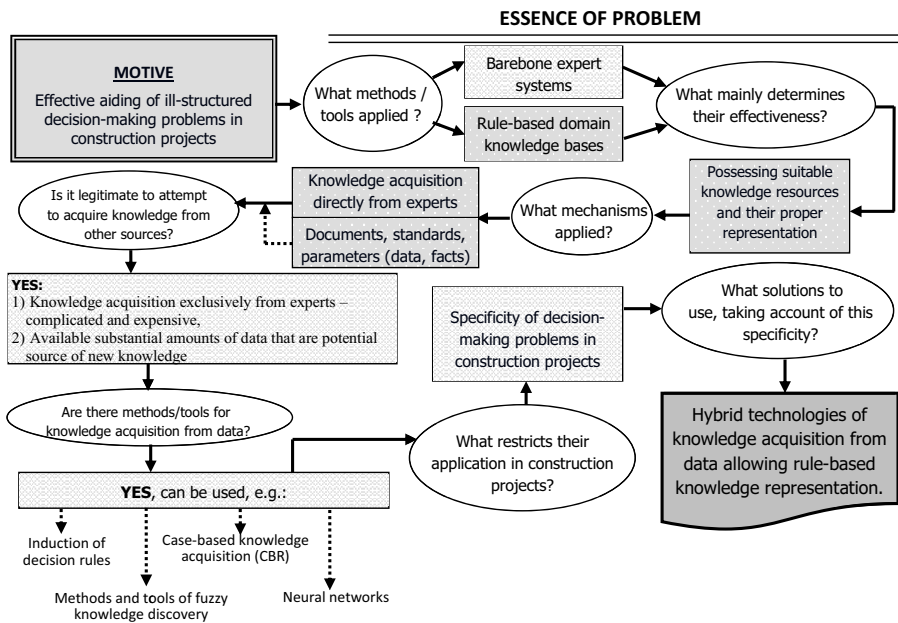 ESSENCE OF PROBLEM
MOTIVE
Effective aiding of ill-structured
decision-making problems in
construction projects
What methods /
tools applied ?
Barebone expert
systems
Rule-based domain
knowledge bases
What mainly determines
their effectiveness?
Possessing suitable
knowledge resources
and their proper
representation
What mechanisms
applied?
Knowledge acquisition
directly from experts
Documents, standards,
parameters (data, facts)
Is it legitimate to attempt
to acquire knowledge from
other sources?
YES:
1) Knowledge acquisition exclusively from experts –
complicated and expensive,
2) Available substantial amounts of data that are potential
source of new knowledge
Are there methods/tools for
knowledge acquisition from data?
YES, can be used, e.g.:
Induction of
decision rules
Methods and tools of fuzzy
knowledge discovery
Case-based knowledge
acquisition (CBR)
Neural networks
What restricts their
application in construction
projects?
Specificity of decision-
making problems in
construction projects
What solutions to
use, taking account of this
specificity?
Hybrid technologies of
knowledge acquisition from
data allowing rule-based
knowledge representation.